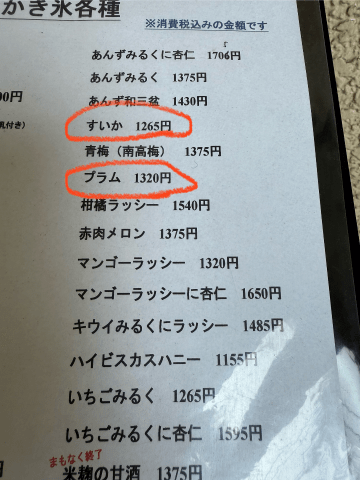 かき氷各種
※消費税込みの金額です
あんずみるくに杏仁 1706円
あんずみるく 1375円
00円
あんず和三盆 1430円
すいか 1265円
乳付き)
青梅(南高梅) 1375円
プラム 1320円
柑橘ラッシー 1540円
赤肉メロン 1375円
マンゴーラッシー 1320円
マンゴーラッシーに杏仁 1650円
キウイみるくにラッシー 1485円
ハイビスカスハニー 1155円
いちごみるく 1265円
いちごみるくに杏仁 1595円
まもなく終了
円
米麹の甘酒 1375円